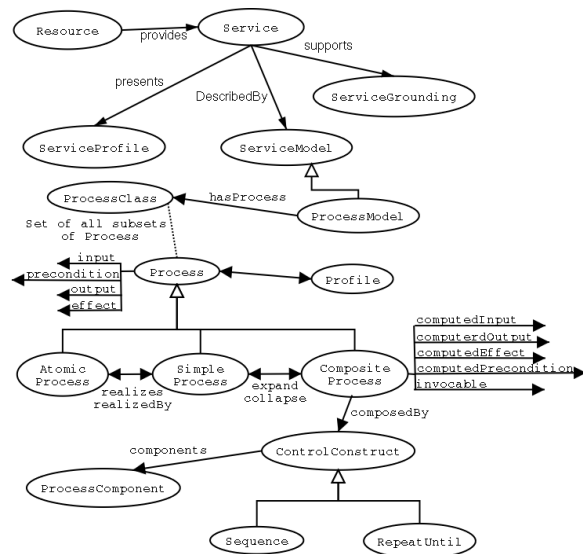 Resource
provides
Service
supports
presents
DescribedBy
ServiceGrounding
ServiceProfile
ServiceModel
ProcessClass
hasProcess
ProcessModel
Set of all subsets
of Process
input
precondition
output
effect
Process
Profile
computedInput
computerdOutput
computedEffect
computedPrecondition
invocable
Atomic
Process
realizes
realizedBy
Simple
Process
expand
collapse
Composite
Process
composedBy
components
ControlConstruct
ProcessComponent
Sequence
RepeatUntil